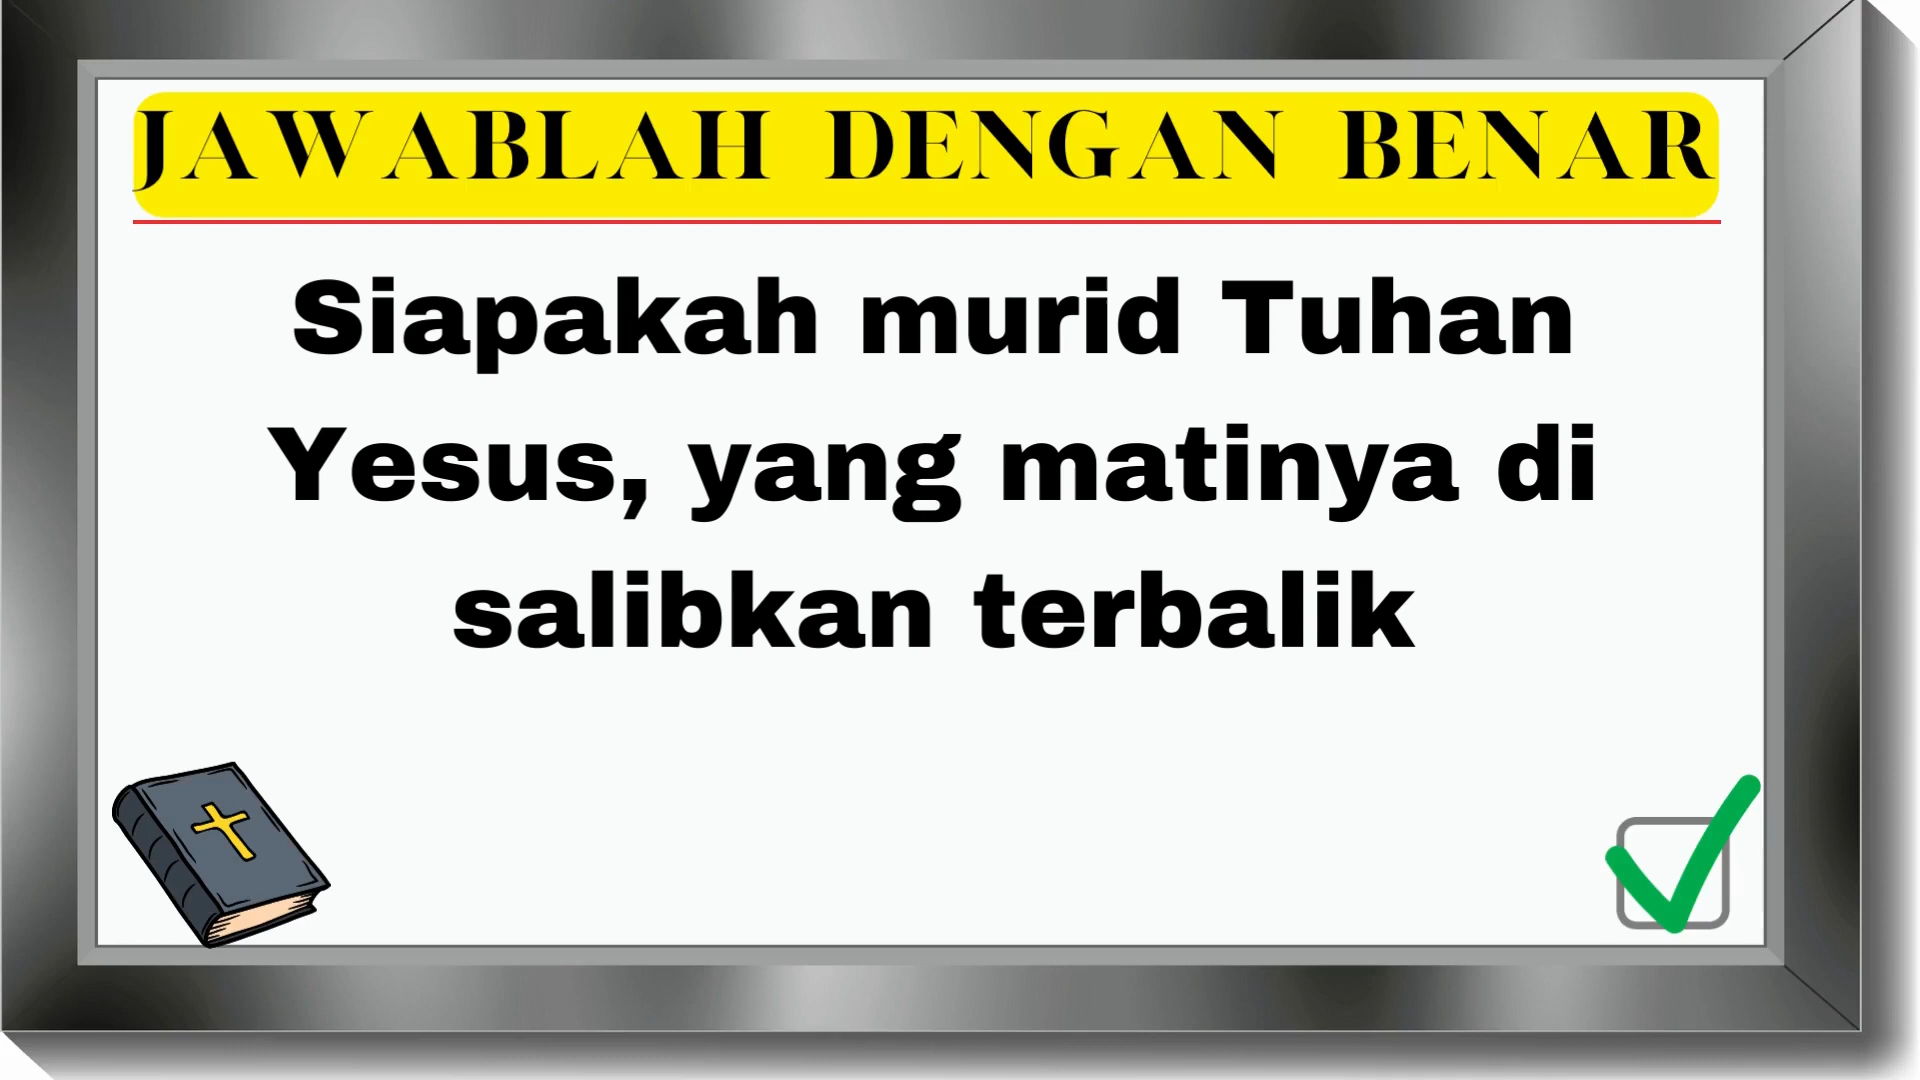 JAWABLAH DENGAN BENAR
Siapakah murid Tuhan
Yesus, yang matinya di
salibkan terbalik